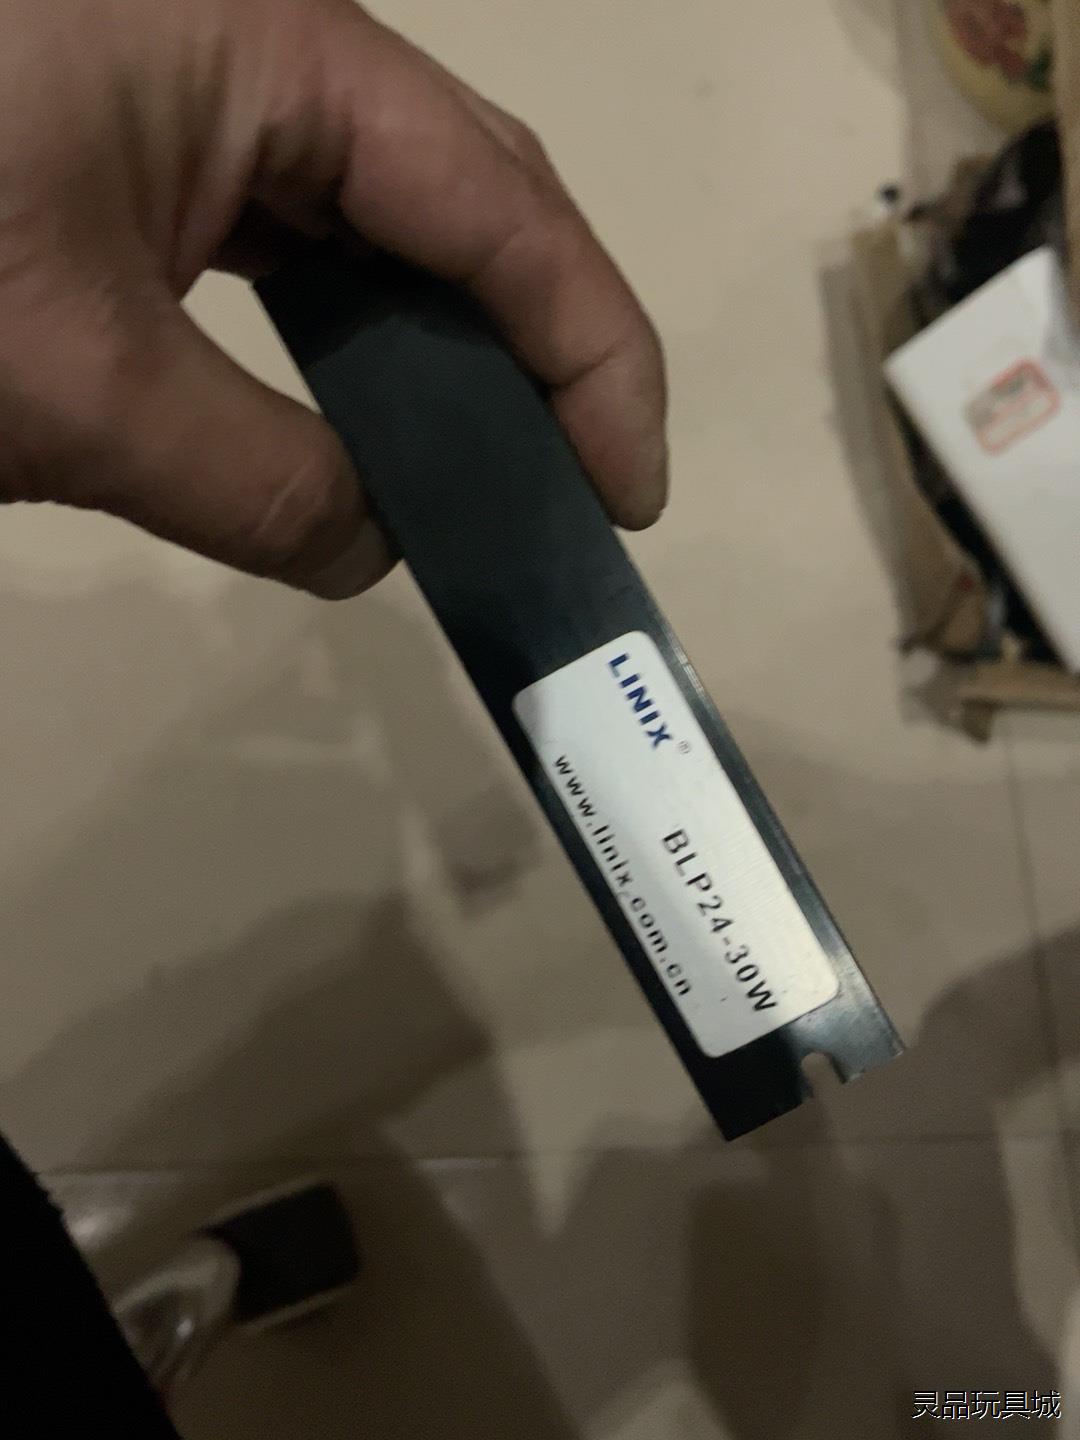 LINIX®
BLP24-30W
www.linix.com.cn
灵品玩具城